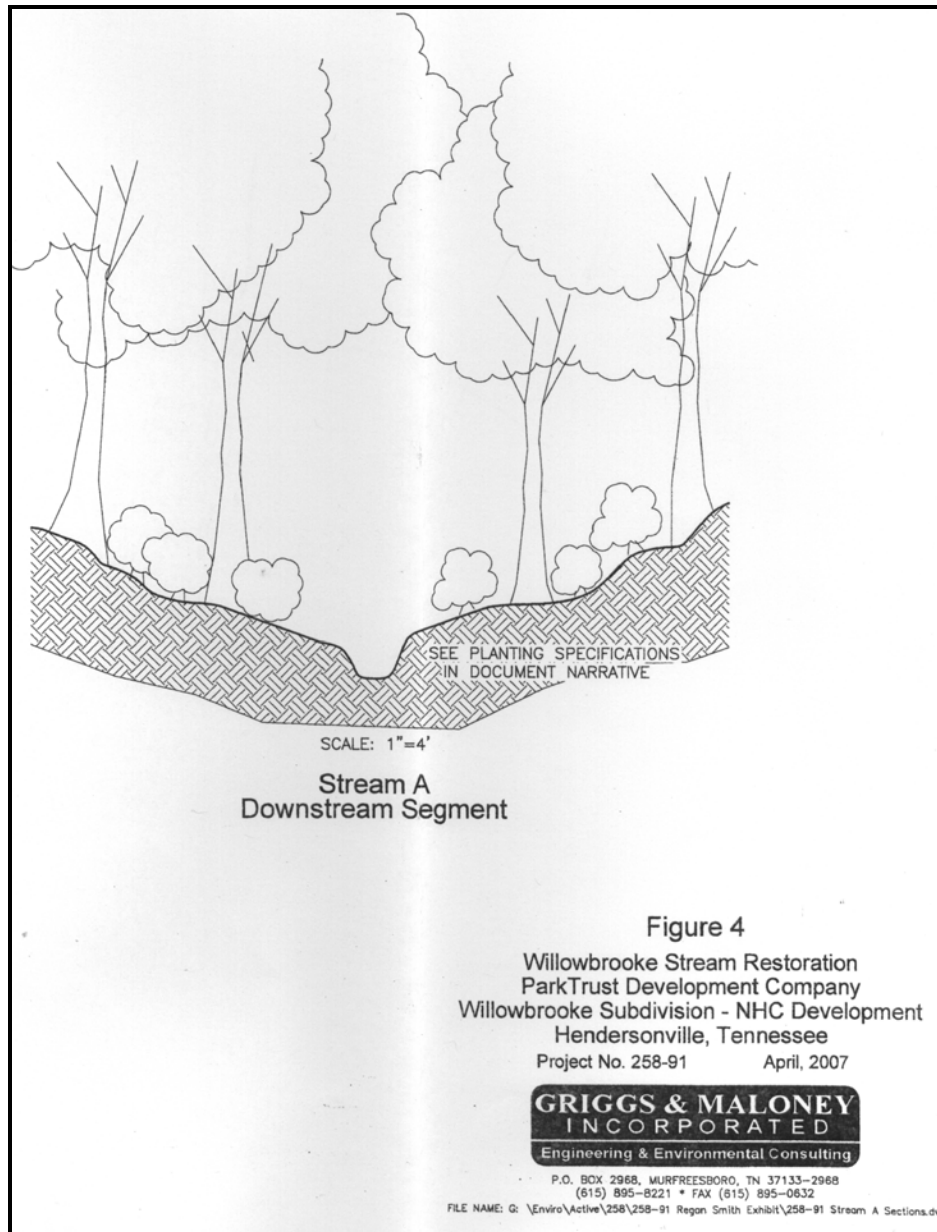 SEE PLANTING SPECIFICATIONS
IN DOCUMENT NARRATIVE
SCALE: 1"=4'
Stream A
Downstream Segment
Figure 4
Willowbrooke Stream Restoration
ParkTrust Development Company
Willowbrooke Subdivision - NHC Development
Hendersonville, Tennessee
Project No. 258-91 April, 2007
GRIGGS & MALONEY
INCORPORATED
Engineering & Environmental Consulting
P.O. BOX 2968, MURFREESBORO, TN 37133-2968
(615) 895-8221 * FAX (615) 895-0632
FILE NAME: G: \Enviro\Active\258\258-91 Regan Smith Exhibit\258-91 Stream A Sections.d